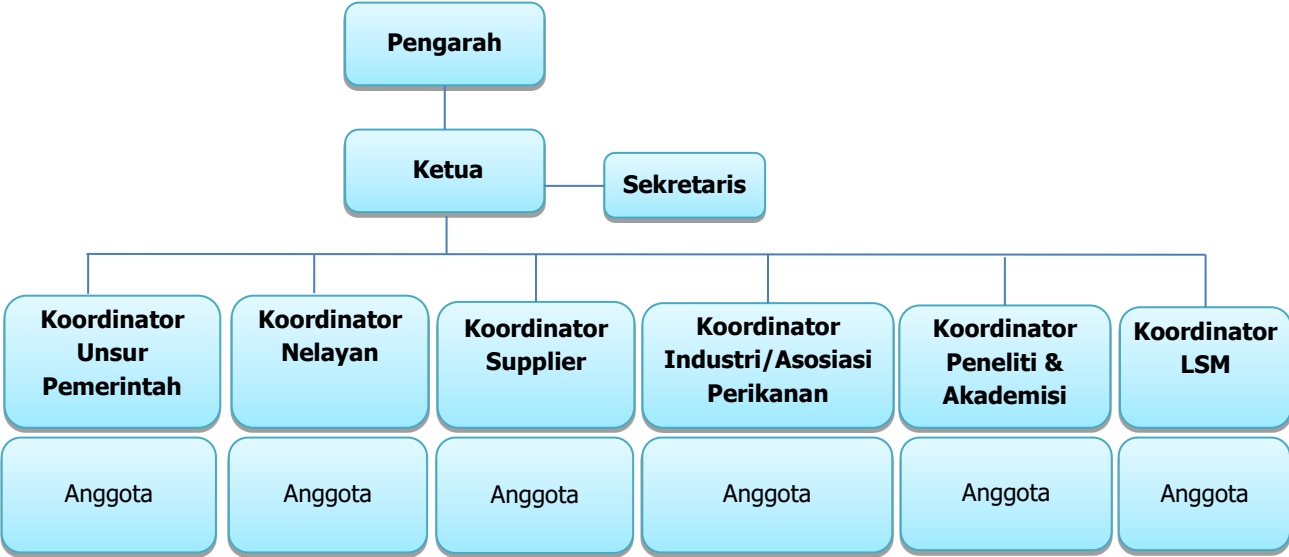 Pengarah
Ketua
Sekretaris
Koordinator
Unsur
Pemerintah
Koordinator
Nelayan
Koordinator
Supplier
Koordinator
Industri/Asosiasi
Perikanan
Koordinator
Peneliti &
Akademisi
Koordinator
LSM
Anggota
Anggota
Anggota
Anggota
Anggota
Anggota